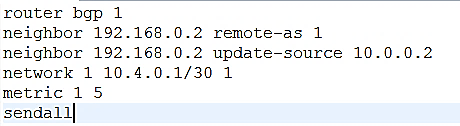 router bgp 1
neighbor 192.168.0.2 remote-as 1
neighbor 192.168.0.2 update-source 10.0.0.2
network 1 10.4.0.1/30 1
metric 1 5
sendall